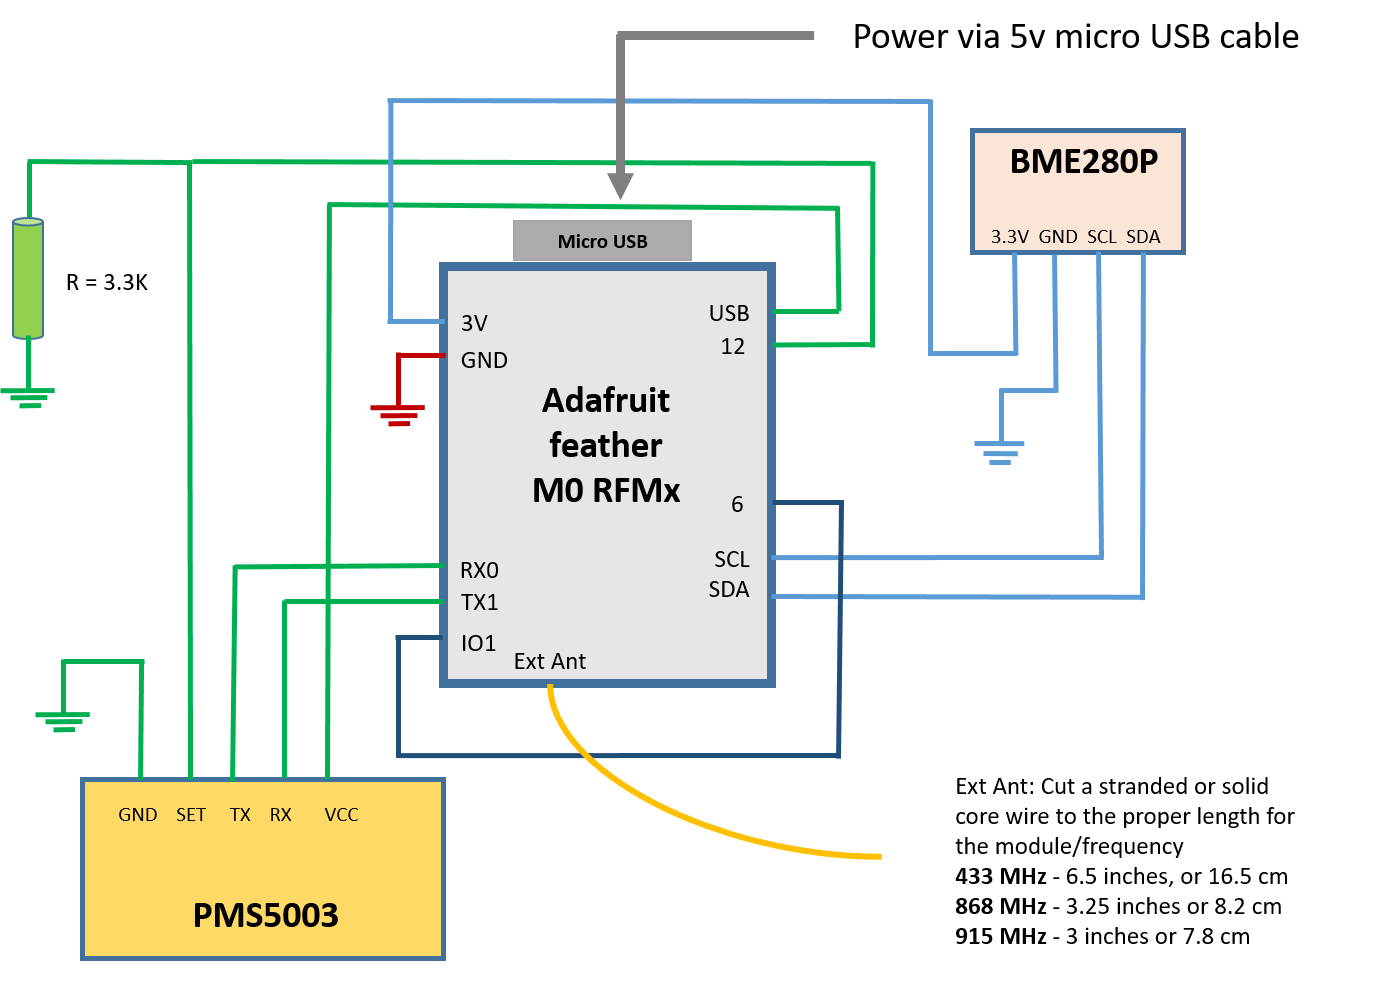 Power via 5v micro USB cable
BME280P
3.3V GND SCL SDA
Micro USB
R = 3.3K
3V
GND
USB
12
Adafruit
feather
M0 RFMx
6
SCL
SDA
RX0
TX1
IO1
Ext Ant
GND SET TX RX VCC
PMS5003
Ext Ant: Cut a stranded or solid
core wire to the proper length for
the module/frequency
433 MHz - 6.5 inches, or 16.5 cm
868 MHz - 3.25 inches or 8.2 cm
915 MHz - 3 inches or 7.8 cm